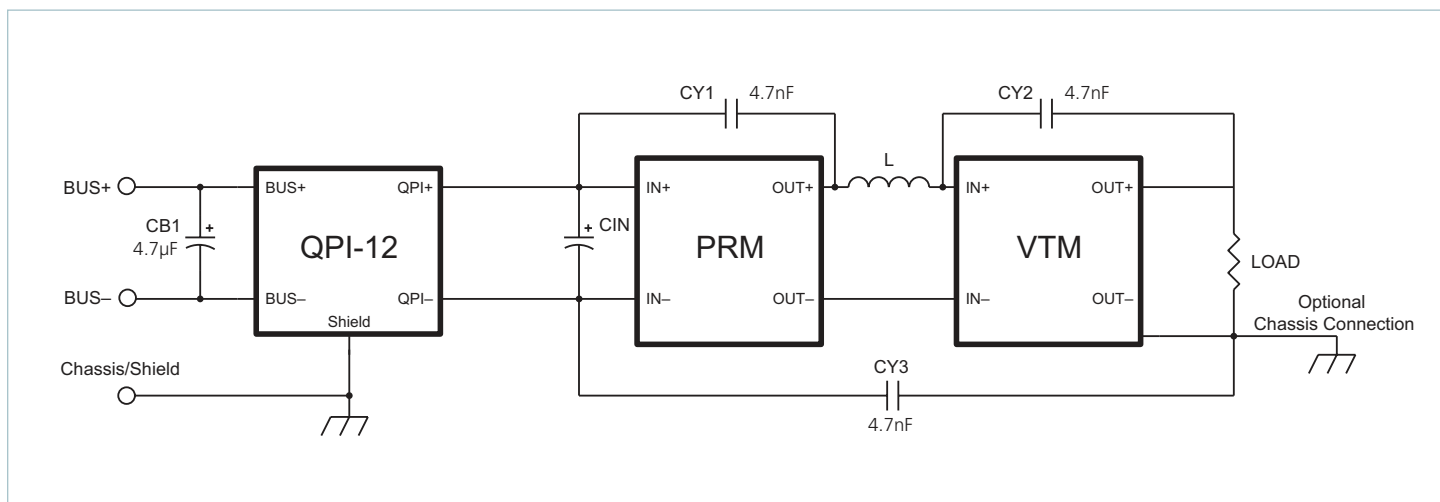 CY1
4.7nF
CY2
4.7nF
L
BUS+
BUS+
QPI+
IN+
OUT+
IN+
OUT+
CB1
+
4.7µF
QPI-12
+
CIN
PRM
VTM
LOAD
BUS–
BUS–
QPI–
IN–
OUT–
IN–
OUT–
Shield
Optional
Chassis Connection
Chassis/Shield
CY3
4.7nF